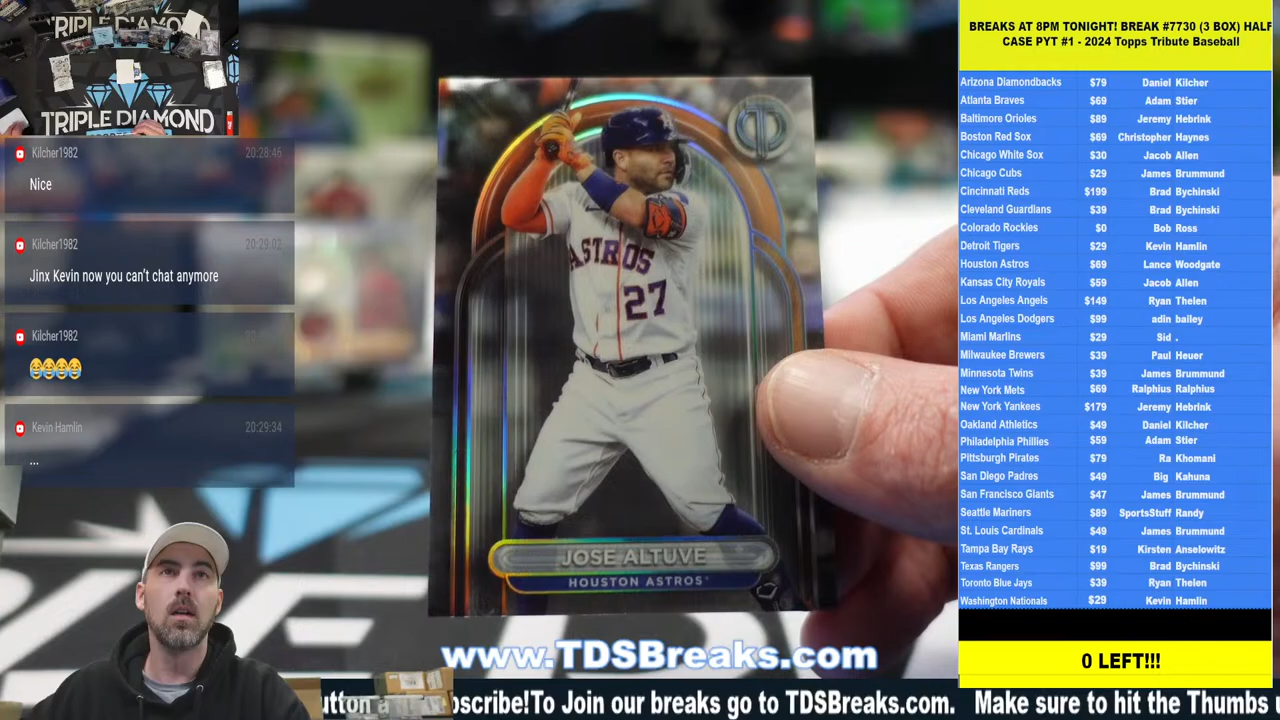 TRIPLE DIAMOND
TRIPLE DIAMOND
Kilcher1982 20:28:46
Nice
Kilcher1982 20:29:02
Jinx Kevin now you can't chat anymore
Kilcher1982
😂😂😂😂
Kevin Hamlin 20:29:34
...
ASTROS
27
JOSE ALTUVE
HOUSTON ASTROS
www.TDSBreaks.com
bscribe!To Join our breaks go to TDSBreaks.com. Make sure to hit the Thumbs
BREAKS AT 8PM TONIGHT! BREAK #7730 (3 BOX) HALF
CASE PYT #1 - 2024 Topps Tribute Baseball
Arizona Diamondbacks $79 Daniel Kilcher
Atlanta Braves $69 Adam Stier
Baltimore Orioles $89 Jeremy Hebrink
Boston Red Sox $69 Christopher Haynes
Chicago White Sox $30 Jacob Allen
Chicago Cubs $29 James Brummund
Cincinnati Reds $199 Brad Bychinski
Cleveland Guardians $39 Brad Bychinski
Colorado Rockies $0 Bob Ross
Detroit Tigers $29 Kevin Hamlin
Houston Astros $69 Lance Woodgate
Kansas City Royals $59 Jacob Allen
Los Angeles Angels $149 Ryan Thelen
Los Angeles Dodgers $99 adin bailey
Miami Marlins $29 Sid .
Milwaukee Brewers $39 Paul Heuer
Minnesota Twins $39 James Brummund
New York Mets $69 Ralphius Ralphius
New York Yankees $179 Jeremy Hebrink
Oakland Athletics $49 Daniel Kilcher
Philadelphia Phillies $59 Adam Stier
Pittsburgh Pirates $79 Ra Khomani
San Diego Padres $49 Big Kahuna
San Francisco Giants $47 James Brummund
Seattle Mariners $89 SportsStuff Randy
St. Louis Cardinals $49 James Brummund
Tampa Bay Rays $19 Kirsten Anselowitz
Texas Rangers $99 Brad Bychinski
Toronto Blue Jays $39 Ryan Thelen
Washington Nationals $29 Kevin Hamlin
0 LEFT!!!